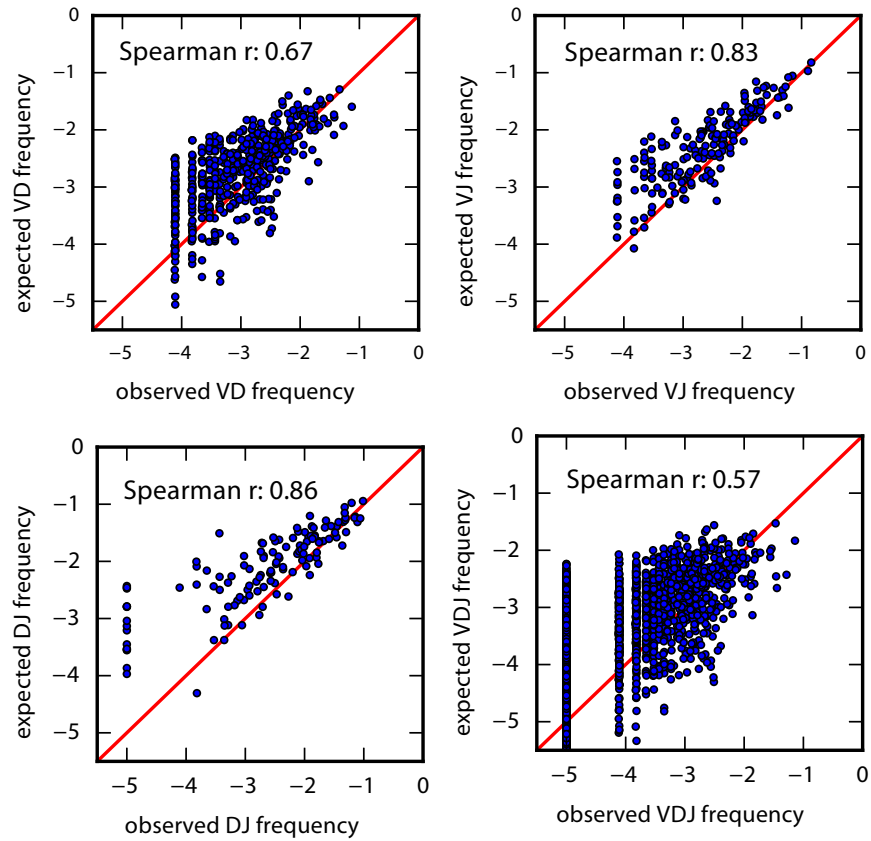 0
−1
−2
−3
−4
−5
expected VD frequency
Spearman r: 0.67
−5 −4 −3 −2 −1 0
observed VD frequency
0
−1
−2
−3
−4
−5
expected VJ frequency
Spearman r: 0.83
−5 −4 −3 −2 −1 0
observed VJ frequency
0
−1
−2
−3
−4
−5
expected DJ frequency
Spearman r: 0.86
−5 −4 −3 −2 −1 0
observed DJ frequency
0
−1
−2
−3
−4
−5
expected VDJ frequency
Spearman r: 0.57
−5 −4 −3 −2 −1 0
observed VDJ frequency